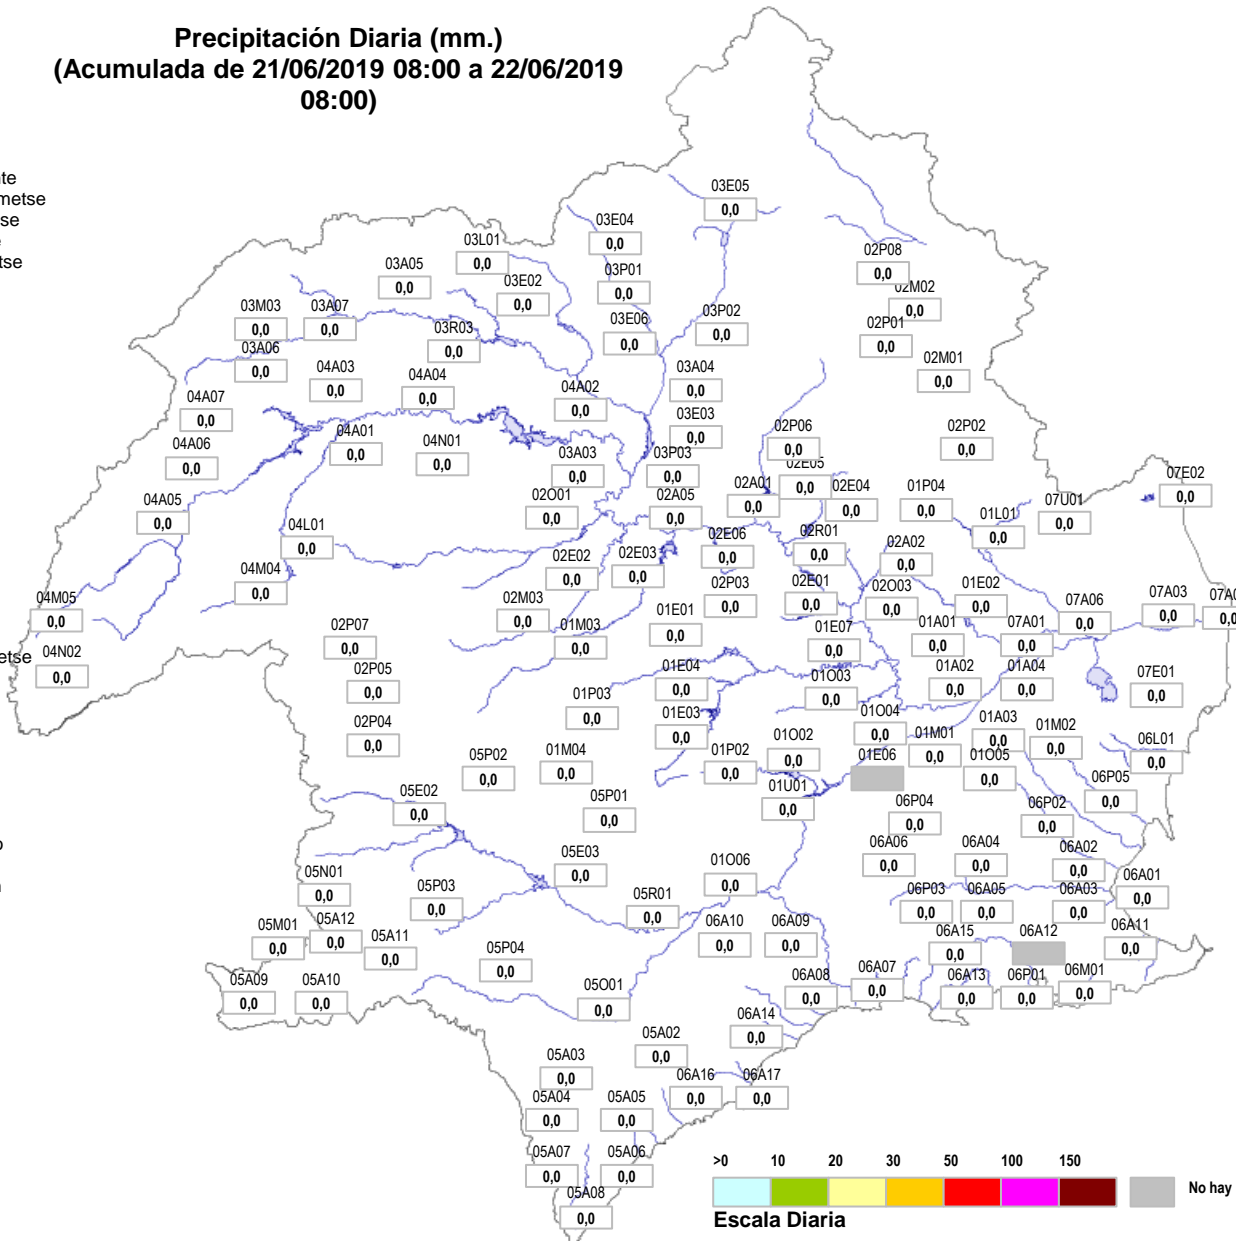 Precipitación Diaria (mm.)
(Acumulada de 21/06/2019 08:00 a 22/06/2019
08:00)
03E05
0,0
03E04
0,0
03L01
0,0
02P08
0,0
03A05
0,0
03P01
0,0
03E02
0,0
02M02
0,0
03M03
0,0
03A07
0,0
03E06
0,0
03P02
0,0
03R03
0,0
02P01
0,0
03A06
0,0
04A03
0,0
04A04
0,0
03A04
0,0
02M01
0,0
04A07
0,0
04A02
0,0
03E03
0,0
04A01
0,0
04N01
0,0
02P06
0,0
02P02
0,0
04A06
0,0
03A03
0,0
03P03
0,0
02E05
0,0
07E02
0,0
04A05
0,0
02O01
0,0
02A05
0,0
02A01
0,0
02E04
0,0
01P04
0,0
01L01
0,0
07U01
0,0
04L01
0,0
02E06
0,0
02R01
0,0
02A02
0,0
02E02
0,0
02E03
0,0
04M04
0,0
04M05
0,0
02M03
0,0
02P03
0,0
02E01
0,0
02O03
0,0
01E02
0,0
07A06
0,0
07A03
0,0
07A0
0,0
02P07
0,0
01M03
0,0
01E01
0,0
01E07
0,0
01A01
0,0
07A01
0,0
etse
04N02
0,0
02P05
0,0
01E04
0,0
01O03
0,0
01A02
0,0
01A04
0,0
07E01
0,0
01P03
0,0
02P04
0,0
01E03
0,0
01O04
0,0
01A03
0,0
01M02
0,0
05P02
0,0
01M04
0,0
01P02
0,0
01O02
0,0
01E06
01M01
0,0
01O05
0,0
06L01
0,0
05E02
0,0
05P01
0,0
01U01
0,0
06P04
0,0
06P02
0,0
06P05
0,0
05E03
0,0
01O06
0,0
06A06
0,0
06A04
0,0
06A02
0,0
05N01
0,0
05P03
0,0
05R01
0,0
06P03
0,0
06A05
0,0
06A03
0,0
06A01
0,0
05M01
0,0
05A12
0,0
05A11
0,0
06A10
0,0
06A09
0,0
06A15
0,0
06A12
06A11
0,0
05P04
0,0
05A09
0,0
05A10
0,0
05O01
0,0
06A08
0,0
06A07
0,0
06A13
0,0
06P01
0,0
06M01
0,0
06A14
0,0
05A02
0,0
05A03
0,0
06A16
0,0
06A17
0,0
05A04
0,0
05A05
0,0
05A07
0,0
05A06
0,0
05A08
0,0
>0 10 20 30 50 100 150
No hay
Escala Diaria